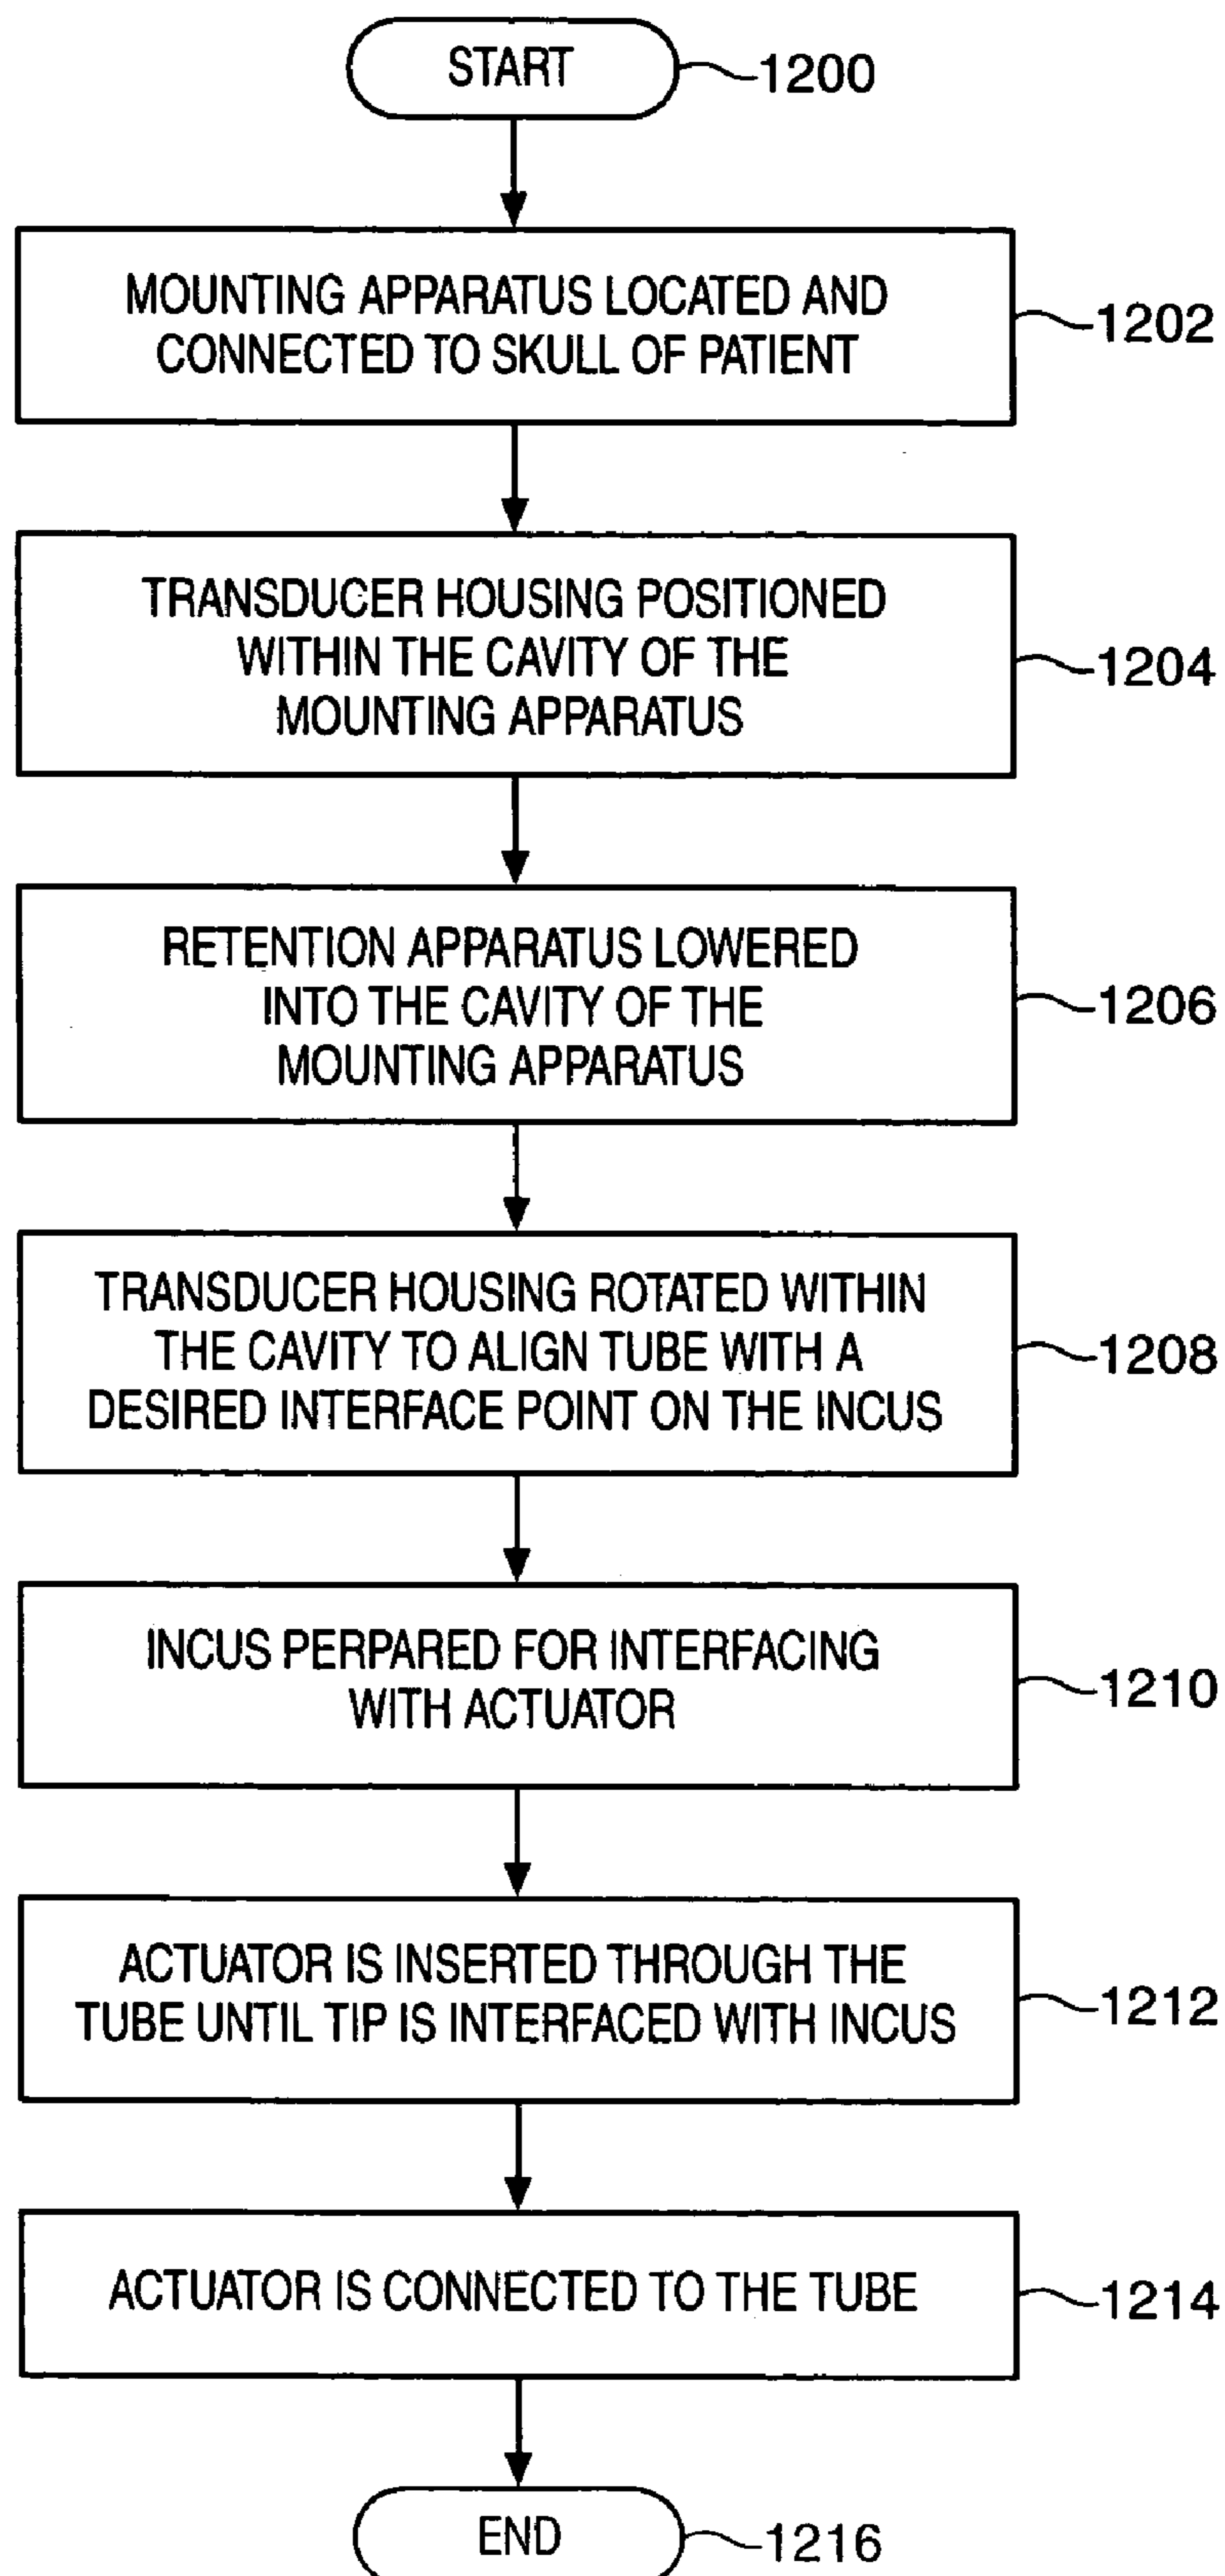 START
1200
MOUNTING APPARATUS LOCATED AND
CONNECTED TO SKULL OF PATIENT
1202
TRANSDUCER HOUSING POSITIONED
WITHIN THE CAVITY OF THE
MOUNTING APPARATUS
1204
RETENTION APPARATUS LOWERED
INTO THE CAVITY OF THE
MOUNTING APPARATUS
1206
TRANSDUCER HOUSING ROTATED WITHIN
THE CAVITY TO ALIGN TUBE WITH A
DESIRED INTERFACE POINT ON THE INCUS
1208
INCUS PERPARED FOR INTERFACING
WITH ACTUATOR
1210
ACTUATOR IS INSERTED THROUGH THE
TUBE UNTIL TIP IS INTERFACED WITH INCUS
1212
ACTUATOR IS CONNECTED TO THE TUBE
1214
END
1216